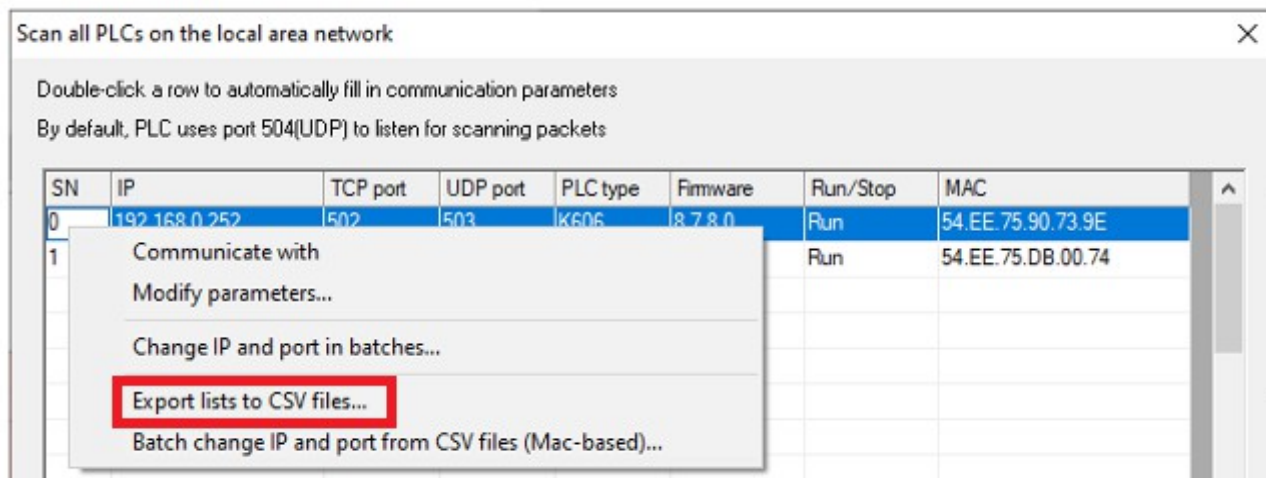 Scan all PLCs on the local area network
Double-click a row to automatically fill in communication parameters
By default, PLC uses port 504(UDP) to listen for scanning packets
SN IP TCP port UDP port PLC type Firmware Run/Stop MAC
0 192.168.0.252 502 503 K606 8.7.8.0 Run 54.EE.75.90.73.9E
1 Run 54.EE.75.DB.00.74
Communicate with
Modify parameters...
Change IP and port in batches...
Export lists to CSV files...
Batch change IP and port from CSV files (Mac-based)...